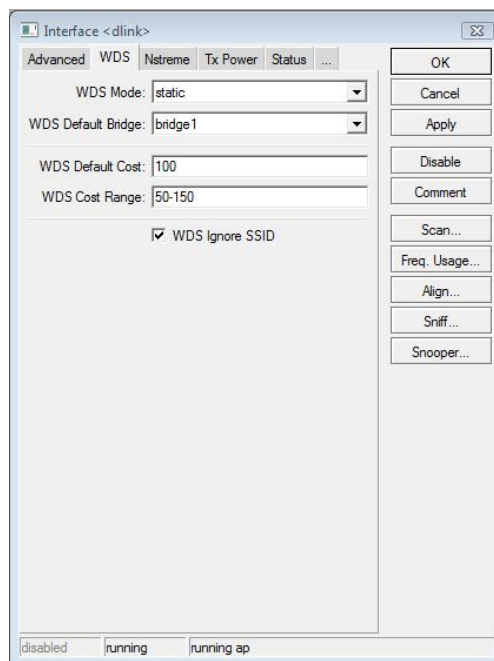 Interface <dlink>
Advanced WDS Nstreme Tx Power Status ...
WDS Mode: static
WDS Default Bridge: bridge1
WDS Default Cost: 100
WDS Cost Range: 50-150
WDS Ignore SSID
OK
Cancel
Apply
Disable
Comment
Scan...
Freq. Usage...
Align...
Sniff...
Snooper...
disabled running running ap